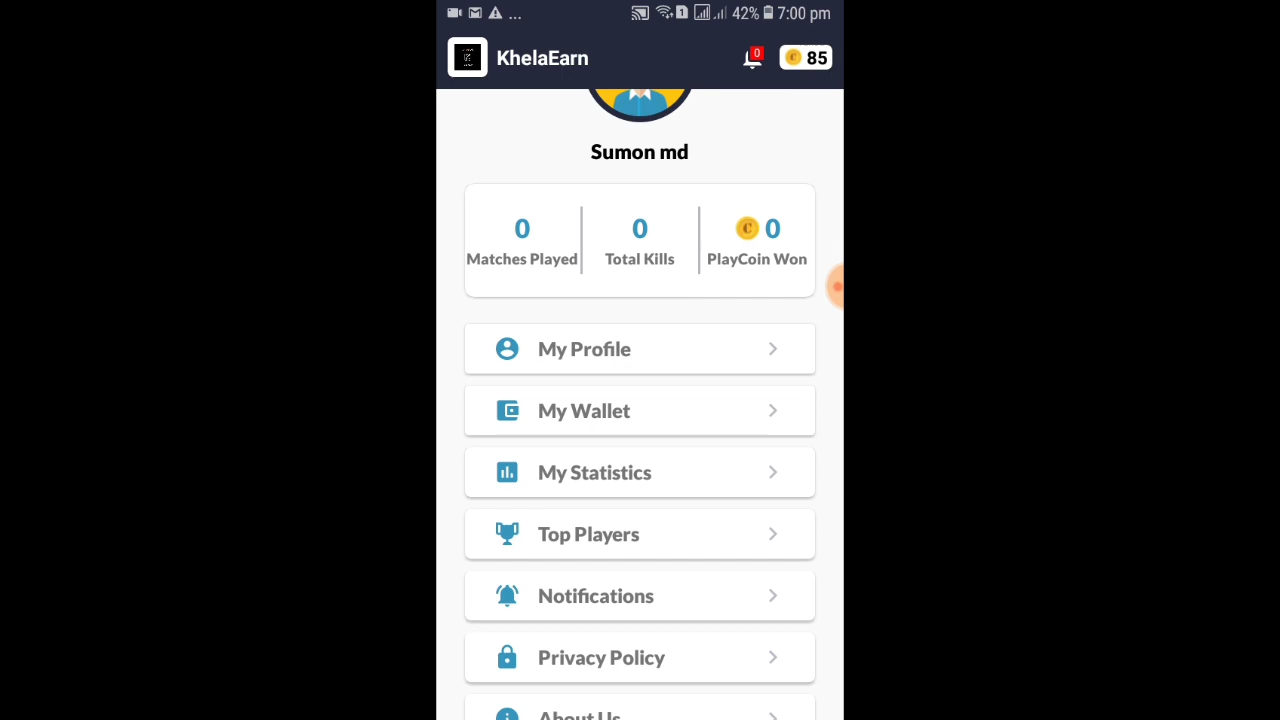 ... 1 42% 7:00 pm
KhelaEarn 0 85
Sumon md
0 0 0
Matches Played Total Kills PlayCoin Won
My Profile
My Wallet
My Statistics
Top Players
Notifications
Privacy Policy
About Us